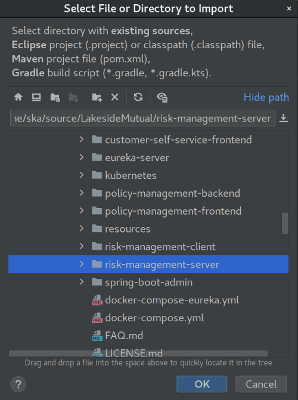 Select File or Directory to Import
Select directory with existing sources,
Eclipse project (.project) or classpath (.classpath) file,
Maven project file (pom.xml),
Gradle build script (*.gradle, *.gradle.kts).
Hide path
ne/ska/source/LakesideMutual/risk-management-server
customer-self-service-frontend
eureka-server
kubernetes
policy-management-backend
policy-management-frontend
resources
risk-management-client
risk-management-server
spring-boot-admin
docker-compose-eureka.yml
docker-compose.yml
FAQ.md
LICENSE.md
Drag and drop a file into the space above to quickly locate it in the tree
?
OK
Cancel